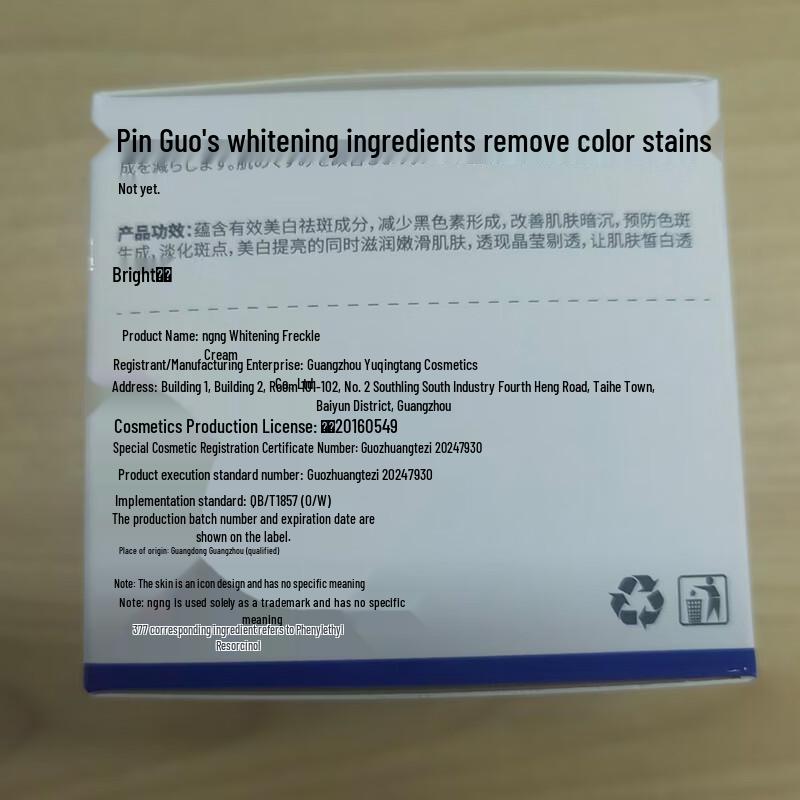 Pin Guo's whitening ingredients remove color stains
成を減らします。肌のくすみを改善
Not yet.
产品功效:蕴含有效美白祛斑成分,减少黑色素形成,改善肌肤暗沉,预防色斑
生成,淡化斑点,美白提亮的同时滋润嫩滑肌肤,透现晶莹剔透,让肌肤皙白透
Bright
Product Name: ngng Whitening Freckle
Cream
Registrant/Manufacturing Enterprise: Guangzhou Yuqingtang Cosmetics
Co., Ltd.
Address: Building 1, Building 2, Room 101-102, No. 2 Southling South Industry Fourth Heng Road, Taihe Town,
Baiyun District, Guangzhou
Cosmetics Production License: 20160549
Special Cosmetic Registration Certificate Number: Guozhuangtezi 20247930
Product execution standard number: Guozhuangtezi 20247930
Implementation standard: QB/T1857 (O/W)
The production batch number and expiration date are
shown on the label.
Place of origin: Guangdong Guangzhou (qualified)
Note: The skin is an icon design and has no specific meaning
Note: ngng is used solely as a trademark and has no specific
meaning
377 corresponding ingredient refers to Phenylethyl
Resorcinol